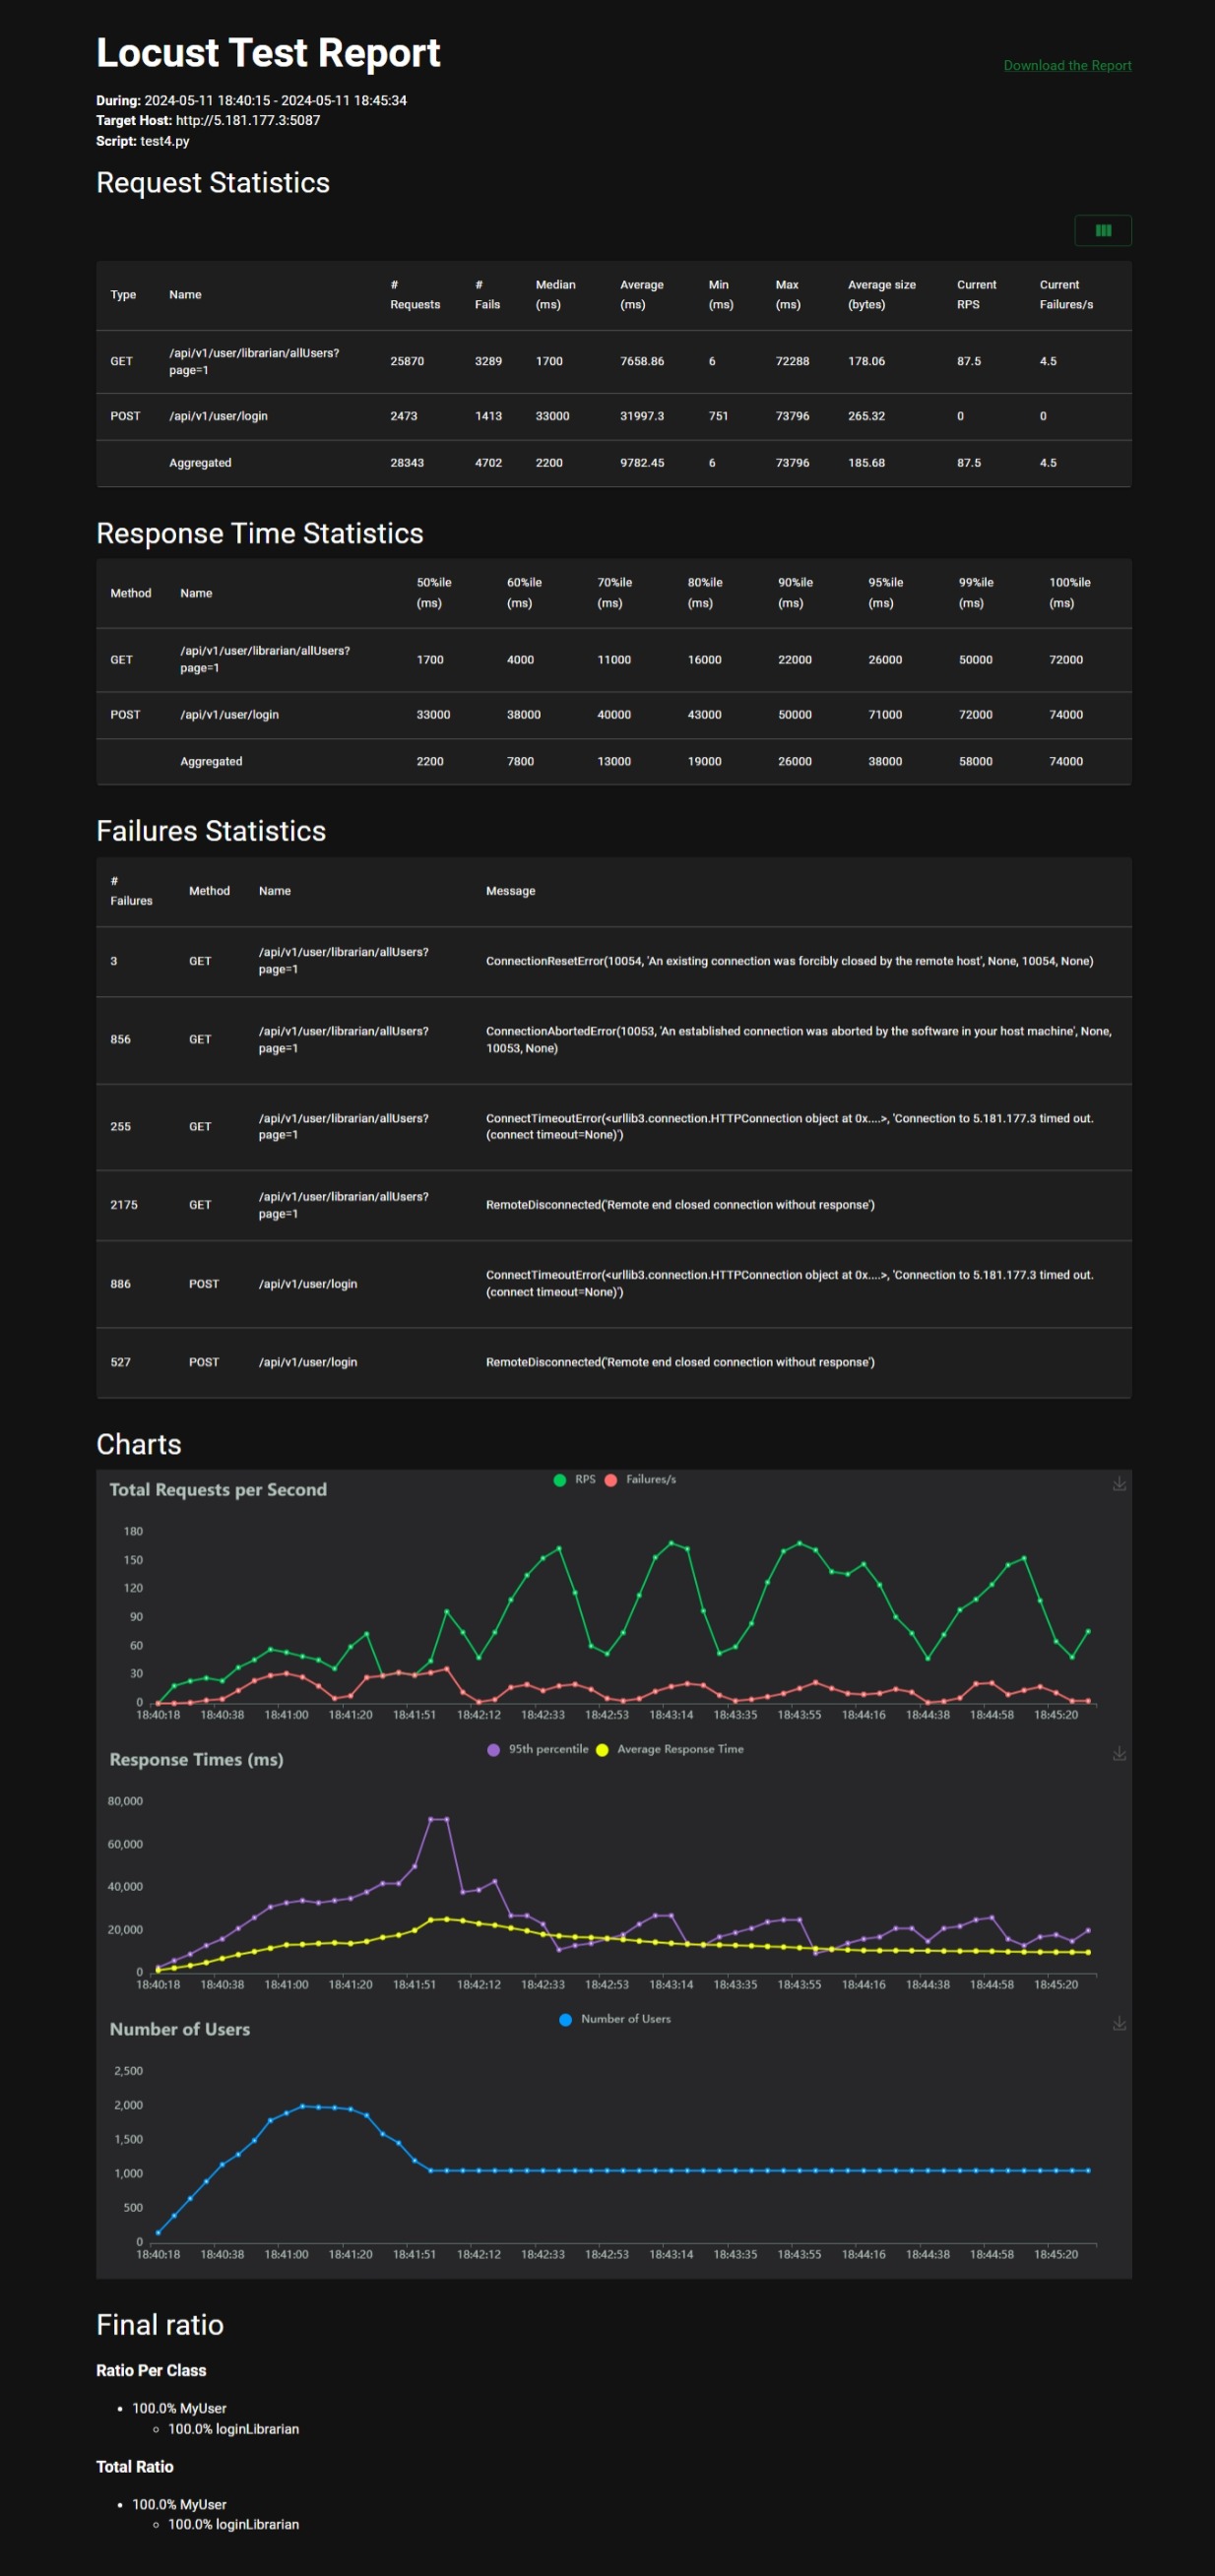 Locust Test Report
Download the Report
During: 2024-05-11 18:40:15 - 2024-05-11 18:45:34
Target Host: http://5.181.177.3:5087
Script: test4.py
Request Statistics
Type Name # Requests # Fails Median (ms) Average (ms) Min (ms) Max (ms) Average size (bytes) Current RPS Current Failures/s
GET /api/v1/user/librarian/allUsers?page=1 25870 3289 1700 7658.86 6 72288 178.06 87.5 4.5
POST /api/v1/user/login 2473 1413 33000 31997.3 751 73796 265.32 0 0
Aggregated 28343 4702 2200 9782.45 6 73796 185.68 87.5 4.5
Response Time Statistics
Method Name 50%ile (ms) 60%ile (ms) 70%ile (ms) 80%ile (ms) 90%ile (ms) 95%ile (ms) 99%ile (ms) 100%ile (ms)
GET /api/v1/user/librarian/allUsers?page=1 1700 4000 11000 16000 22000 26000 50000 72000
POST /api/v1/user/login 33000 38000 40000 43000 50000 71000 72000 74000
Aggregated 2200 7800 13000 19000 26000 38000 58000 74000
Failures Statistics
# Failures Method Name Message
3 GET /api/v1/user/librarian/allUsers?page=1 ConnectionResetError(10054, 'An existing connection was forcibly closed by the remote host', None, 10054, None)
856 GET /api/v1/user/librarian/allUsers?page=1 ConnectionAbortedError(10053, 'An established connection was aborted by the software in your host machine', None,
10053, None)
255 GET /api/v1/user/librarian/allUsers?page=1 ConnectTimeoutError(<urllib3.connection.HTTPConnection object at 0x....>, 'Connection to 5.181.177.3 timed out.
(connect timeout=None)')
2175 GET /api/v1/user/librarian/allUsers?page=1 RemoteDisconnected('Remote end closed connection without response')
886 POST /api/v1/user/login ConnectTimeoutError(<urllib3.connection.HTTPConnection object at 0x....>, 'Connection to 5.181.177.3 timed out.
(connect timeout=None)')
527 POST /api/v1/user/login RemoteDisconnected('Remote end closed connection without response')
Charts
Total Requests per Second
RPS Failures/s
180
150
120
90
60
30
0
18:40:18 18:40:38 18:41:00 18:41:20 18:41:51 18:42:12 18:42:33 18:42:53 18:43:14 18:43:35 18:43:55 18:44:16 18:44:38 18:44:58 18:45:20
Response Times (ms)
95th percentile Average Response Time
80,000
60,000
40,000
20,000
0
18:40:18 18:40:38 18:41:00 18:41:20 18:41:51 18:42:12 18:42:33 18:42:53 18:43:14 18:43:35 18:43:55 18:44:16 18:44:38 18:44:58 18:45:20
Number of Users
Number of Users
2,500
2,000
1,500
1,000
500
0
18:40:18 18:40:38 18:41:00 18:41:20 18:41:51 18:42:12 18:42:33 18:42:53 18:43:14 18:43:35 18:43:55 18:44:16 18:44:38 18:44:58 18:45:20
Final ratio
Ratio Per Class
100.0% MyUser
100.0% loginLibrarian
Total Ratio
100.0% MyUser
100.0% loginLibrarian